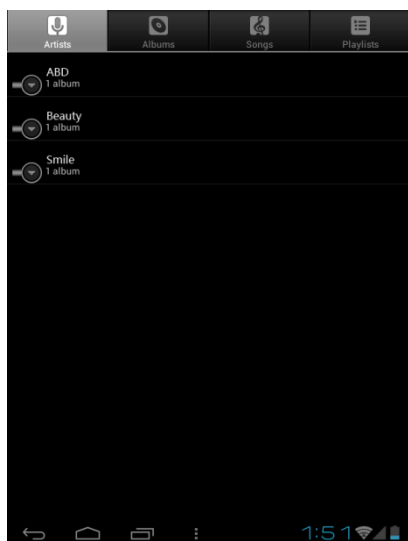 Artists
Albums
Songs
Playlists
ABD
1 album
Beauty
1 album
Smile
1 album
1:51